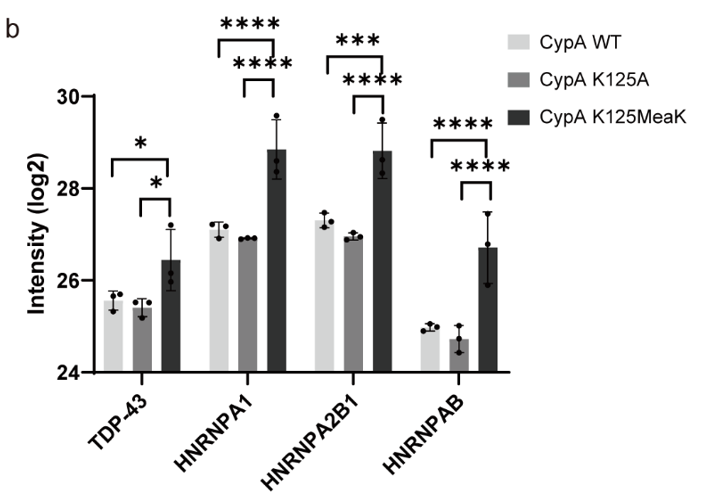 b
****
***
****
****
*
*
****
****
CypA WT
CypA K125A
CypA K125MeaK
Intensity (log2)
30
28
26
24
TDP-43
HNRNPA1
HNRNPA2B1
HNRNPAB